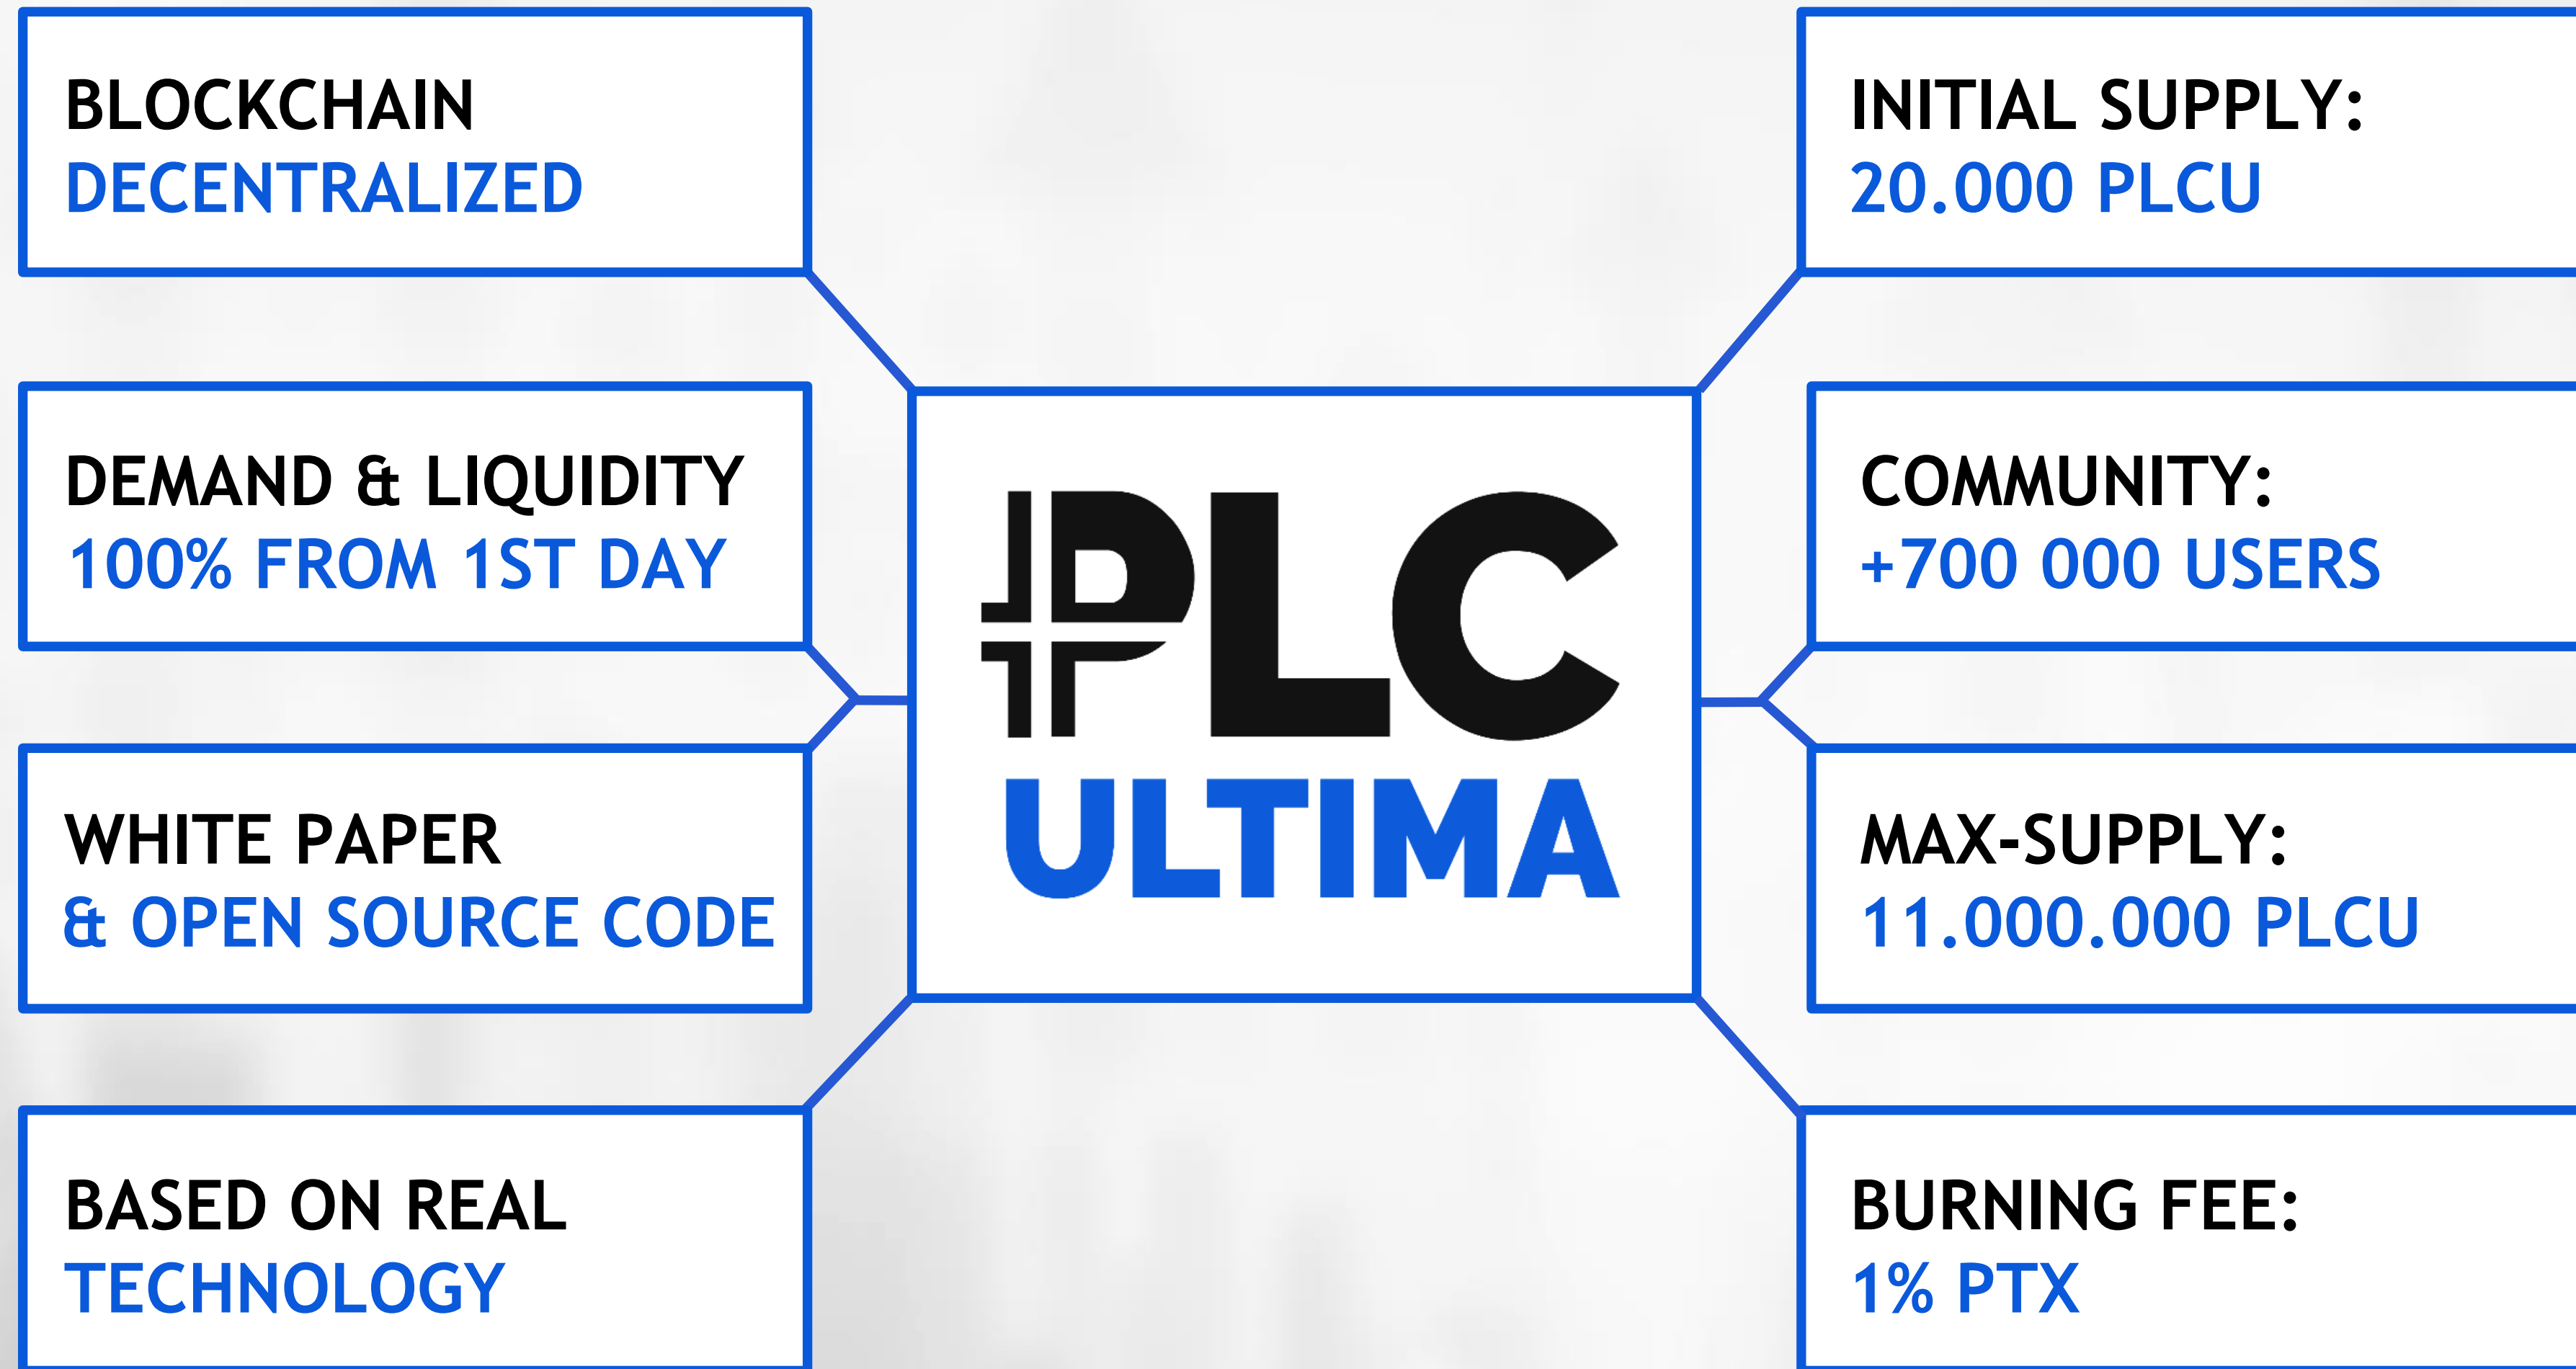 BLOCKCHAIN
DECENTRALIZED
DEMAND & LIQUIDITY
100% FROM 1ST DAY
WHITE PAPER
& OPEN SOURCE CODE
BASED ON REAL
TECHNOLOGY
PLC
ULTIMA
INITIAL SUPPLY:
20.000 PLCU
COMMUNITY:
+700 000 USERS
MAX-SUPPLY:
11.000.000 PLCU
BURNING FEE:
1% PTX